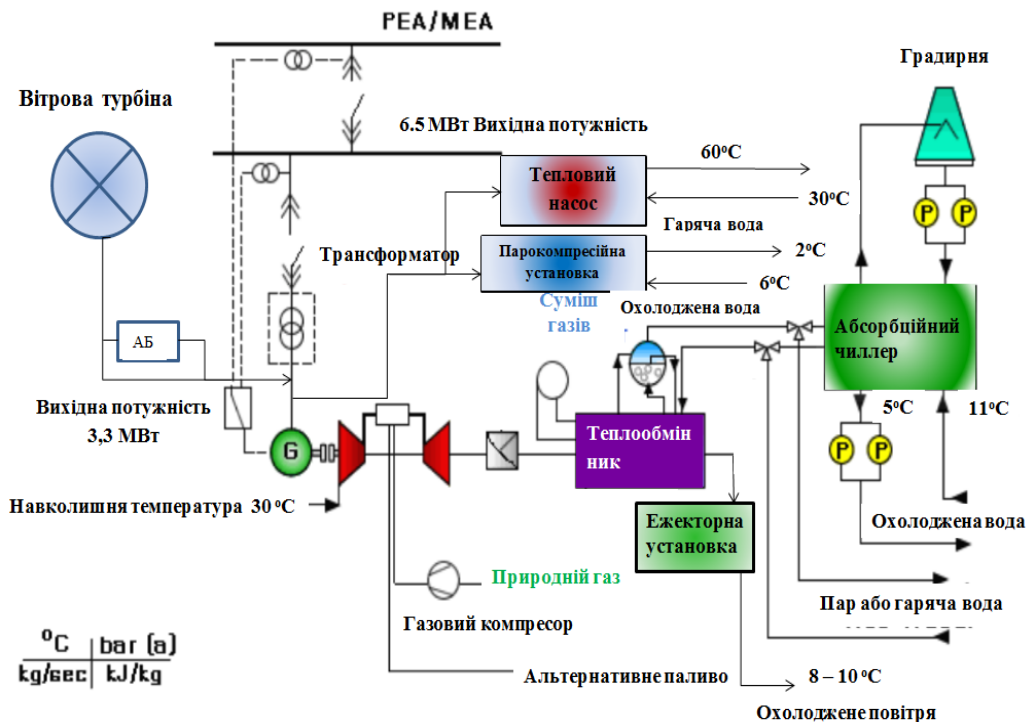 PEA/MEA
Градирня
Вітрова турбіна
6.5 МВт Вихідна потужність
60°С
Тепловий
насос
30°С
P
P
Гаряча вода
Трансформатор
Парокомпресійна
установка
2°С
6°С
Суміш
газів
Охолоджена вода
Абсорбційний
чиллер
АБ
Вихідна потужність
3,3 МВт
5°С
11°С
G
Теплообмін
ник
P
P
Навколишня температура 30 °С
Ежекторна
установка
Охолоджена вода
Природній газ
Газовий компресор
Пар або гаряча вода
°C
bar (a)
kg/sec
kJ/kg
Альтернативне паливо
8 – 10 °С
Охолоджене повітря